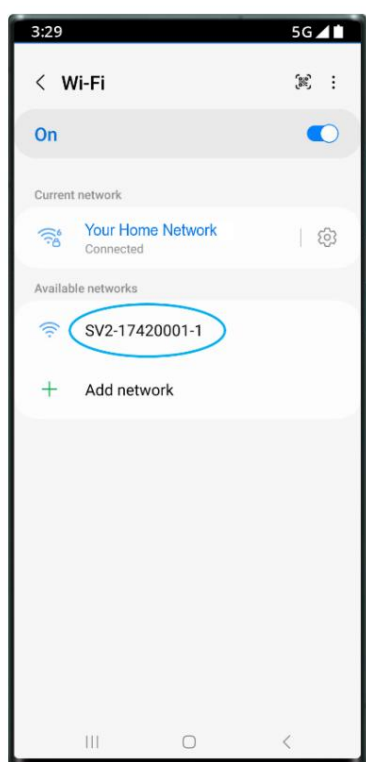 3:29 5G
Wi-Fi
On
Current network
6 Your Home Network
Connected
Available networks
SV2-17420001-1
Add network